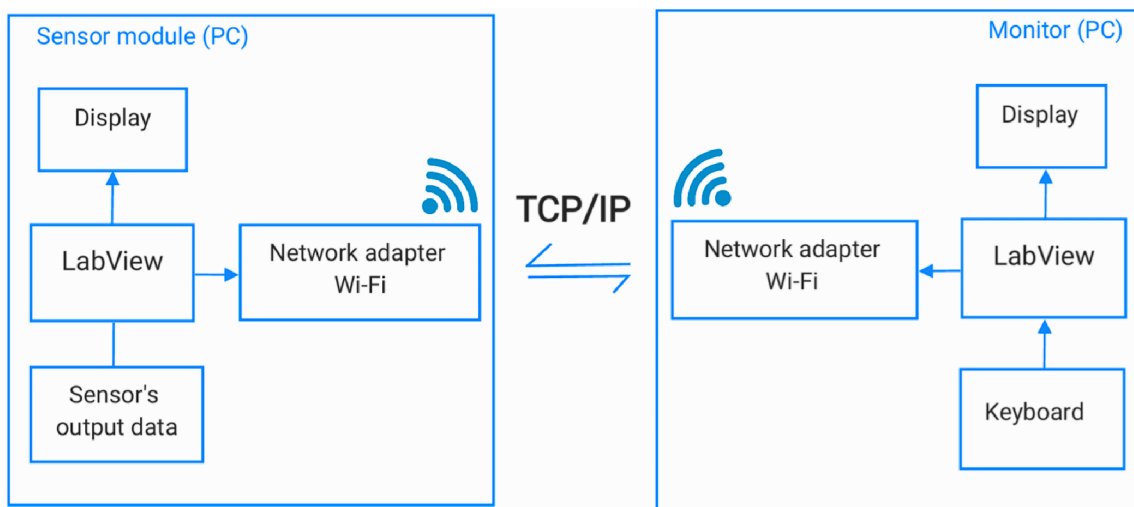 Sensor module (PC)
Display
LabView
Network adapter
Wi-Fi
Sensor's
output data
TCP/IP
Monitor (PC)
Display
Network adapter
Wi-Fi
LabView
Keyboard